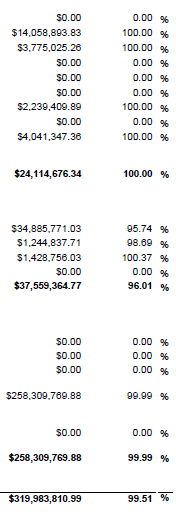 $0.00 0.00 %
$14,058,893.83 100.00 %
$3,775,025.26 100.00 %
$0.00 0.00 %
$0.00 0.00 %
$0.00 0.00 %
$2,239,409.89 100.00 %
$0.00 0.00 %
$4,041,347.36 100.00 %
$24,114,676.34 100.00 %
$34,885,771.03 95.74 %
$1,244,837.71 98.69 %
$1,428,756.03 100.37 %
$0.00 0.00 %
$37,559,364.77 96.01 %
$0.00 0.00 %
$0.00 0.00 %
$0.00 0.00 %
$258,309,769.88 99.99 %
$0.00 0.00 %
$258,309,769.88 99.99 %
$319,983,810.99 99.51 %